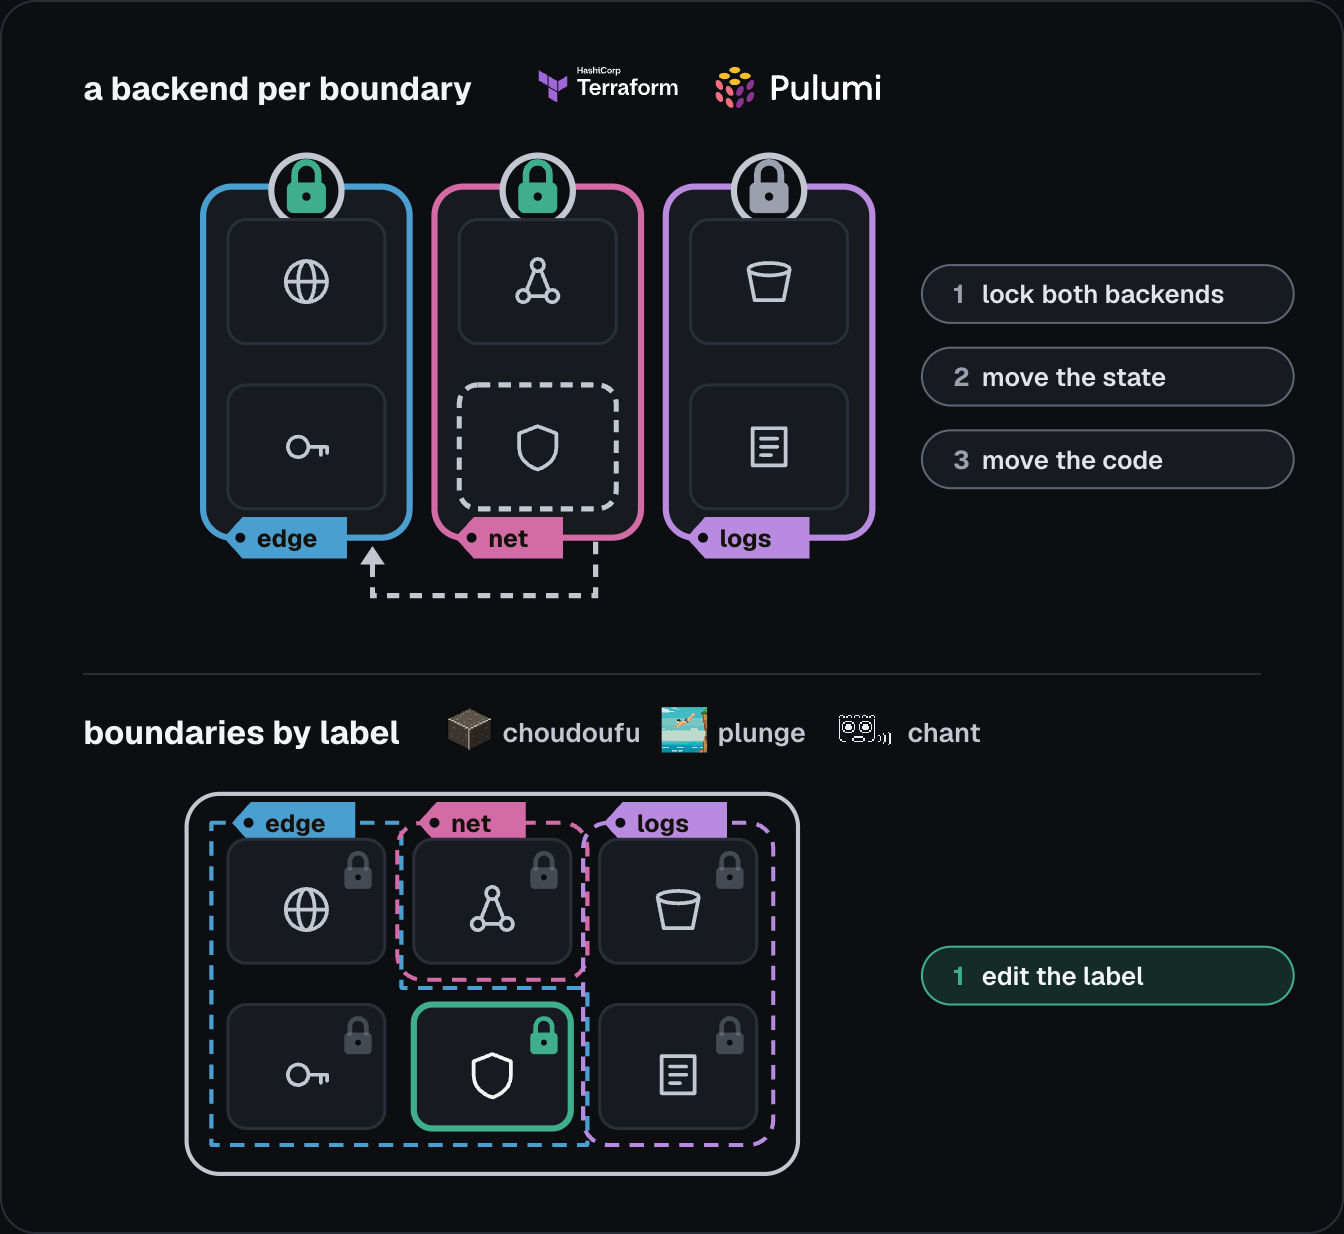 a backend per boundary
HashiCorp
Terraform
Pulumi
1 lock both backends
2 move the state
3 move the code
edge
net
logs
boundaries by label
choudoufu
plunge
chant
edge
net
logs
1 edit the label